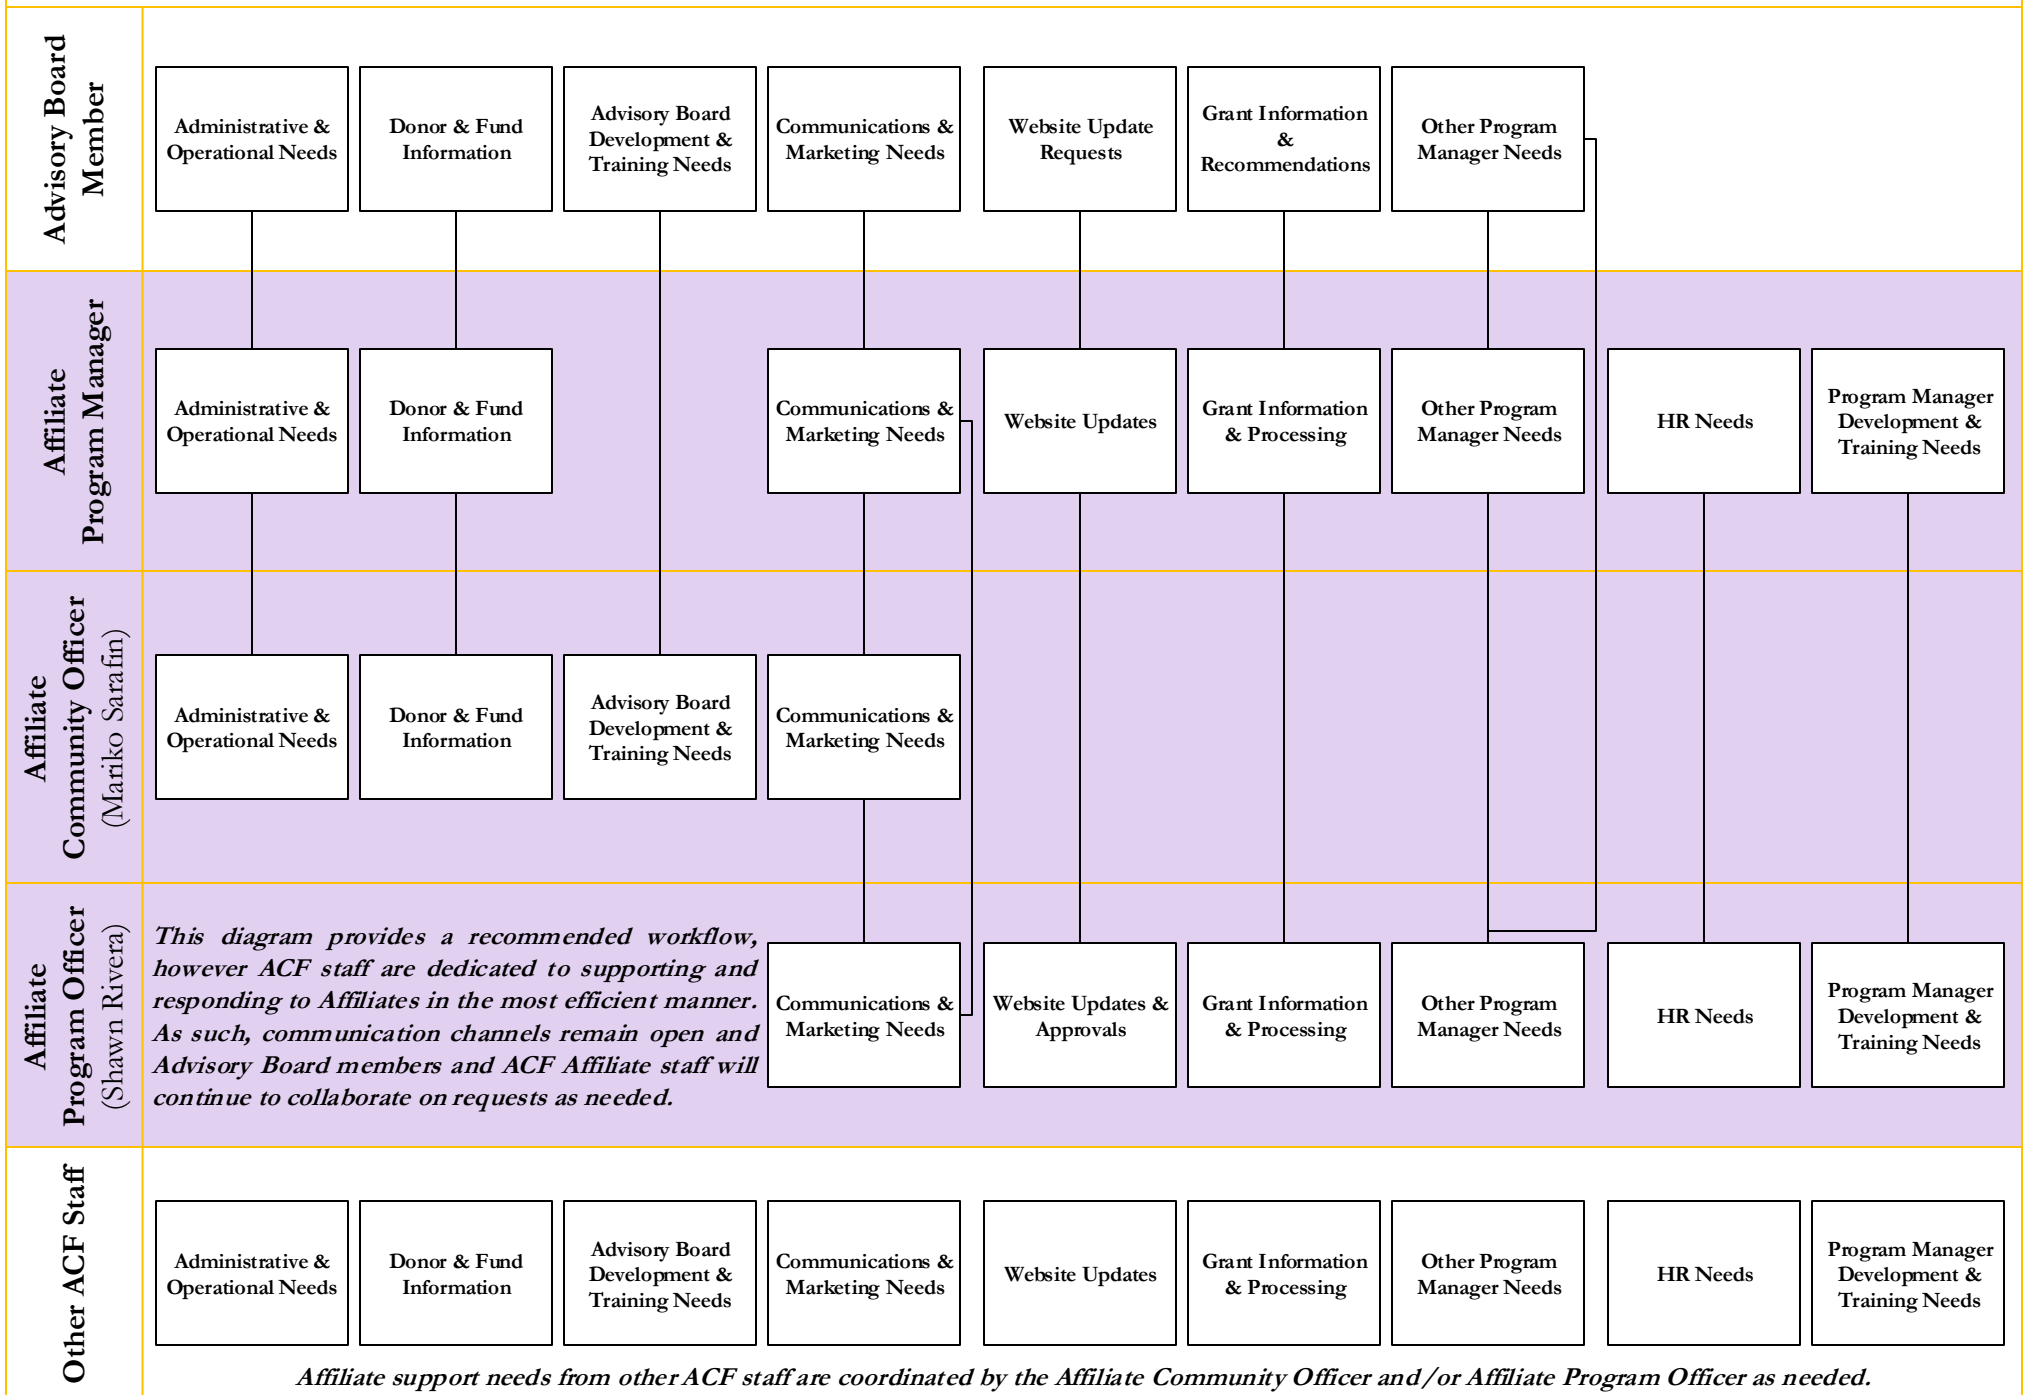 Advisory Board
Member
Administrative &
Operational Needs
Donor & Fund
Information
Advisory Board
Development &
Training Needs
Communications &
Marketing Needs
Website Update
Requests
Grant Information
&
Recommendations
Other Program
Manager Needs
Affiliate
Program Manager
Administrative &
Operational Needs
Donor & Fund
Information
Communications &
Marketing Needs
Website Updates
Grant Information
& Processing
Other Program
Manager Needs
HR Needs
Program Manager
Development &
Training Needs
Affiliate
Community Officer
(Mariko Sarafin)
Administrative &
Operational Needs
Donor & Fund
Information
Advisory Board
Development &
Training Needs
Communications &
Marketing Needs
Affiliate
Program Officer
(Shawn Rivera)
This diagram provides a recommended workflow,
however ACF staff are dedicated to supporting and
responding to Affiliates in the most efficient manner.
As such, communication channels remain open and
Advisory Board members and ACF Affiliate staff will
continue to collaborate on requests as needed.
Communications &
Marketing Needs
Website Updates &
Approvals
Grant Information
& Processing
Other Program
Manager Needs
HR Needs
Program Manager
Development &
Training Needs
Other ACF Staff
Administrative &
Operational Needs
Donor & Fund
Information
Advisory Board
Development &
Training Needs
Communications &
Marketing Needs
Website Updates
Grant Information
& Processing
Other Program
Manager Needs
HR Needs
Program Manager
Development &
Training Needs
Affiliate support needs from other ACF staff are coordinated by the Affiliate Community Officer and/or Affiliate Program Officer as needed.